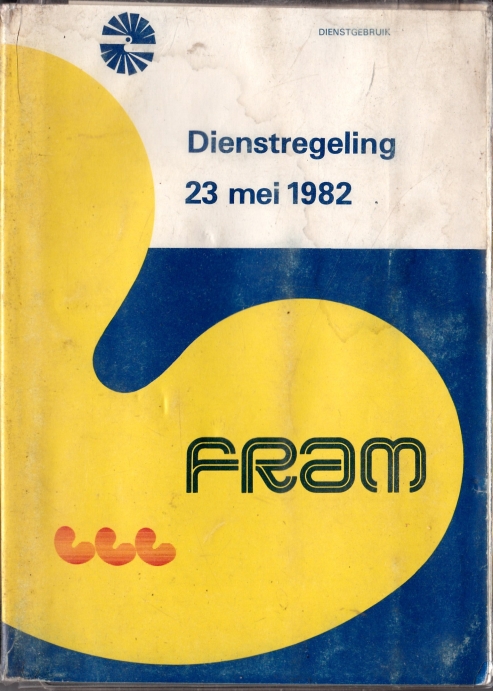 DIENSTGEBRUIK
Dienstregeling
23 mei 1982
FRAM